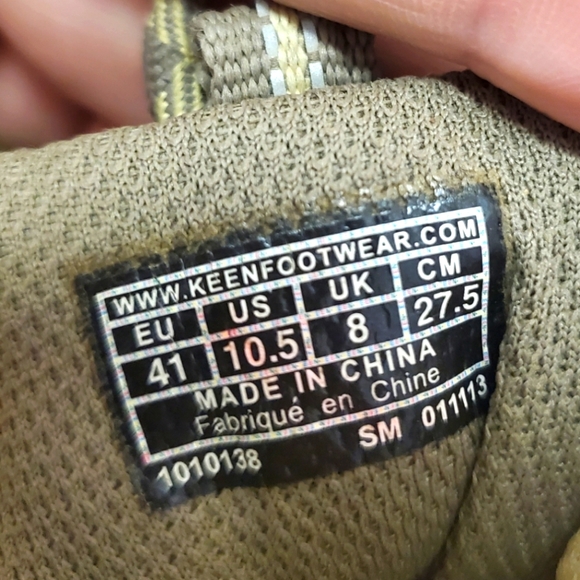 WWW.KEENFOOTWEAR.COM
EU US UK CM
41 10.5 8 27.5
MADE IN CHINA
Fabriqué en Chine
1010138 SM 011113